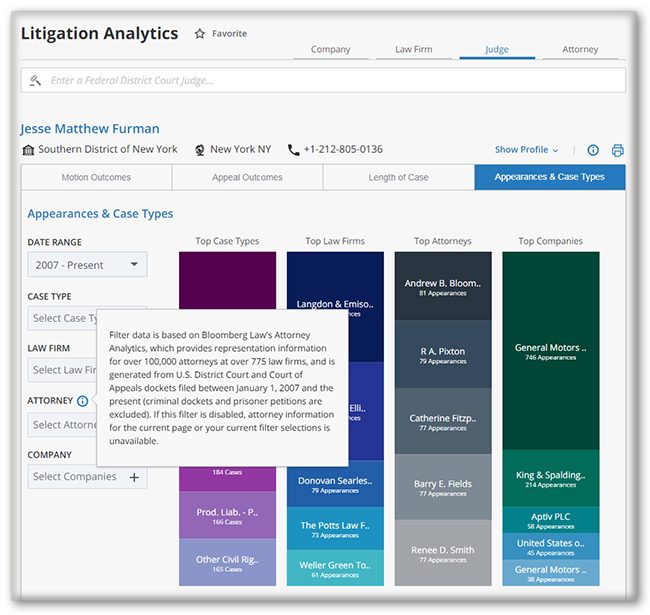 Litigation Analytics
Favorite
Company
Law Firm
Judge
Attorney
Enter a Federal District Court Judge...
Jesse Matthew Furman
Southern District of New York
New York NY
+1-212-805-0136
Show Profile
Motion Outcomes
Appeal Outcomes
Length of Case
Appearances & Case Types
Appearances & Case Types
DATE RANGE
2007 - Present
CASE TYPE
Select Case Ty
LAW FIRM
Select Law Fir
ATTORNEY
Select Attorne
COMPANY
Select Companies
Filter data is based on Bloomberg Law's Attorney
Analytics, which provides representation information
for over 100,000 attorneys at over 775 law firms, and is
generated from U.S. District Court and Court of
Appeals dockets filed between January 1, 2007 and the
present (criminal dockets and prisoner petitions are
excluded). If this filter is disabled, attorney information
for the current page or your current filter selections is
unavailable.
Top Case Types
184 Cases
Prod. Liab. - P..
166 Cases
Other Civil Rig..
165 Cases
Top Law Firms
Langdon & Emiso..
Elli..
Donovan Searles..
79 Appearances
The Potts Law F..
73 Appearances
Weller Green To..
61 Appearances
Top Attorneys
Andrew B. Bloom..
81 Appearances
R A. Pixton
79 Appearances
Catherine Fitzp..
77 Appearances
Barry E. Fields
77 Appearances
Renee D. Smith
77 Appearances
Top Companies
General Motors ..
746 Appearances
King & Spalding..
214 Appearances
Aptiv PLC
58 Appearances
United States o..
45 Appearances
General Motors ..
38 Appearances